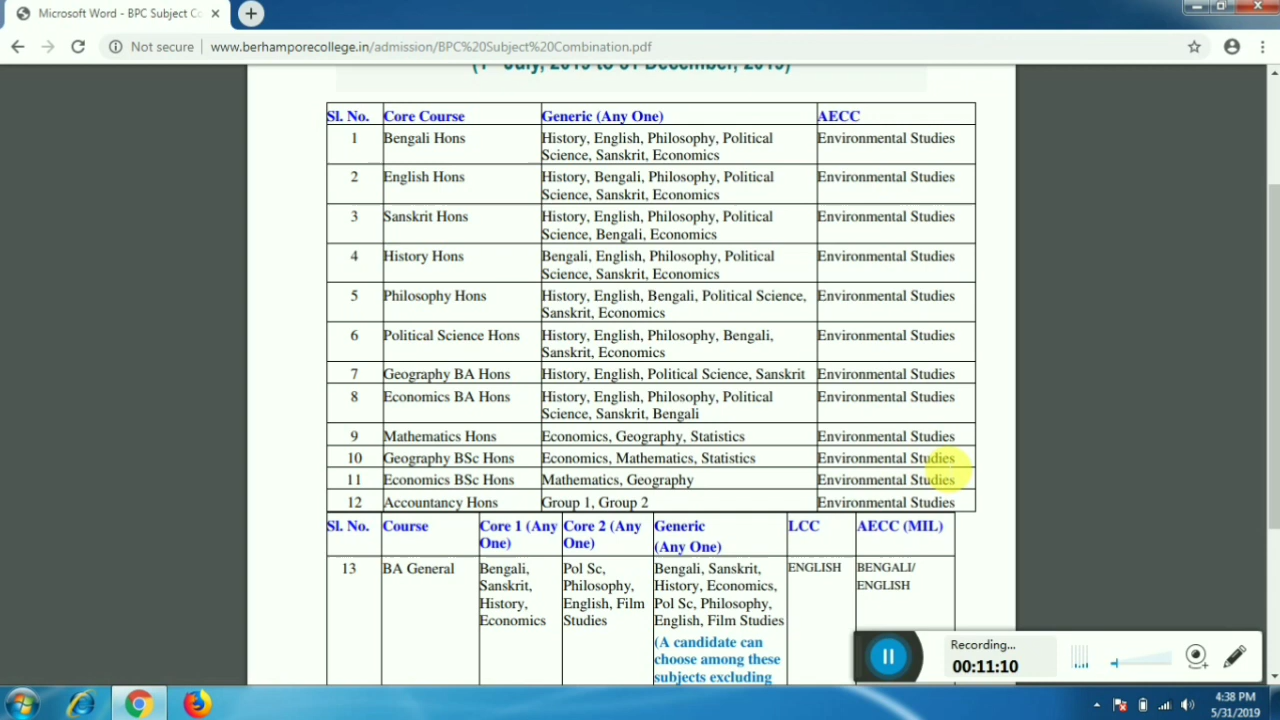 Microsoft Word - BPC Subject Co
Not secure | www.berhamporecollege.in/admission/BPC%20Subject%20Combination.pdf
(1st July, 2019 to 31 December, 2019)
Sl. No. Core Course Generic (Any One) AECC
1 Bengali Hons History, English, Philosophy, Political Environmental Studies
Science, Sanskrit, Economics
2 English Hons History, Bengali, Philosophy, Political Environmental Studies
Science, Sanskrit, Economics
3 Sanskrit Hons History, English, Philosophy, Political Environmental Studies
Science, Bengali, Economics
4 History Hons Bengali, English, Philosophy, Political Environmental Studies
Science, Sanskrit, Economics
5 Philosophy Hons History, English, Bengali, Political Science, Environmental Studies
Sanskrit, Economics
6 Political Science Hons History, English, Philosophy, Bengali, Environmental Studies
Sanskrit, Economics
7 Geography BA Hons History, English, Political Science, Sanskrit Environmental Studies
8 Economics BA Hons History, English, Philosophy, Political Environmental Studies
Science, Sanskrit, Bengali
9 Mathematics Hons Economics, Geography, Statistics Environmental Studies
10 Geography BSc Hons Economics, Mathematics, Statistics Environmental Studies
11 Economics BSc Hons Mathematics, Geography Environmental Studies
12 Accountancy Hons Group 1, Group 2 Environmental Studies
Sl. No. Course Core 1 (Any Core 2 (Any Generic LCC AECC (MIL)
One) One) (Any One)
13 BA General Bengali, Pol Sc, Bengali, Sanskrit, ENGLISH BENGALI/
Sanskrit, Philosophy, History, Economics, ENGLISH
History, English, Film Pol Sc, Philosophy,
Economics Studies English, Film Studies
(A candidate can
choose among these
subjects excluding
Recording...
00:11:10
4:38 PM
5/31/2019